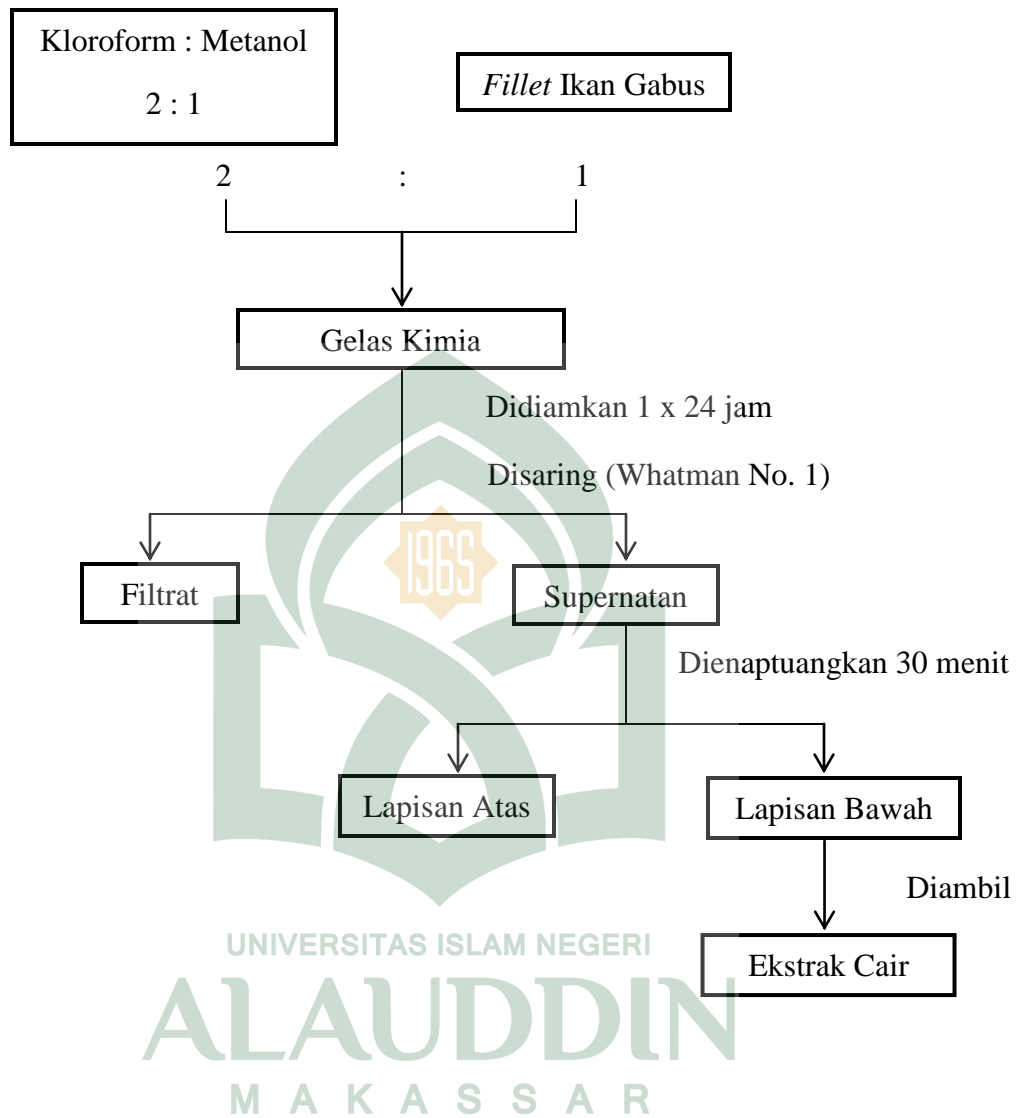 Kloroform : Metanol
2 : 1
Fillet Ikan Gabus
2 : 1
Gelas Kimia
Didiamkan 1 x 24 jam
Disaring (Whatman No. 1)
1965
Filtrat
Supernatan
Dienaptuangkan 30 menit
Lapisan Atas
Lapisan Bawah
Diambil
Ekstrak Cair
UNIVERSITAS ISLAM NEGERI
ALAUDDIN
MAKASSAR